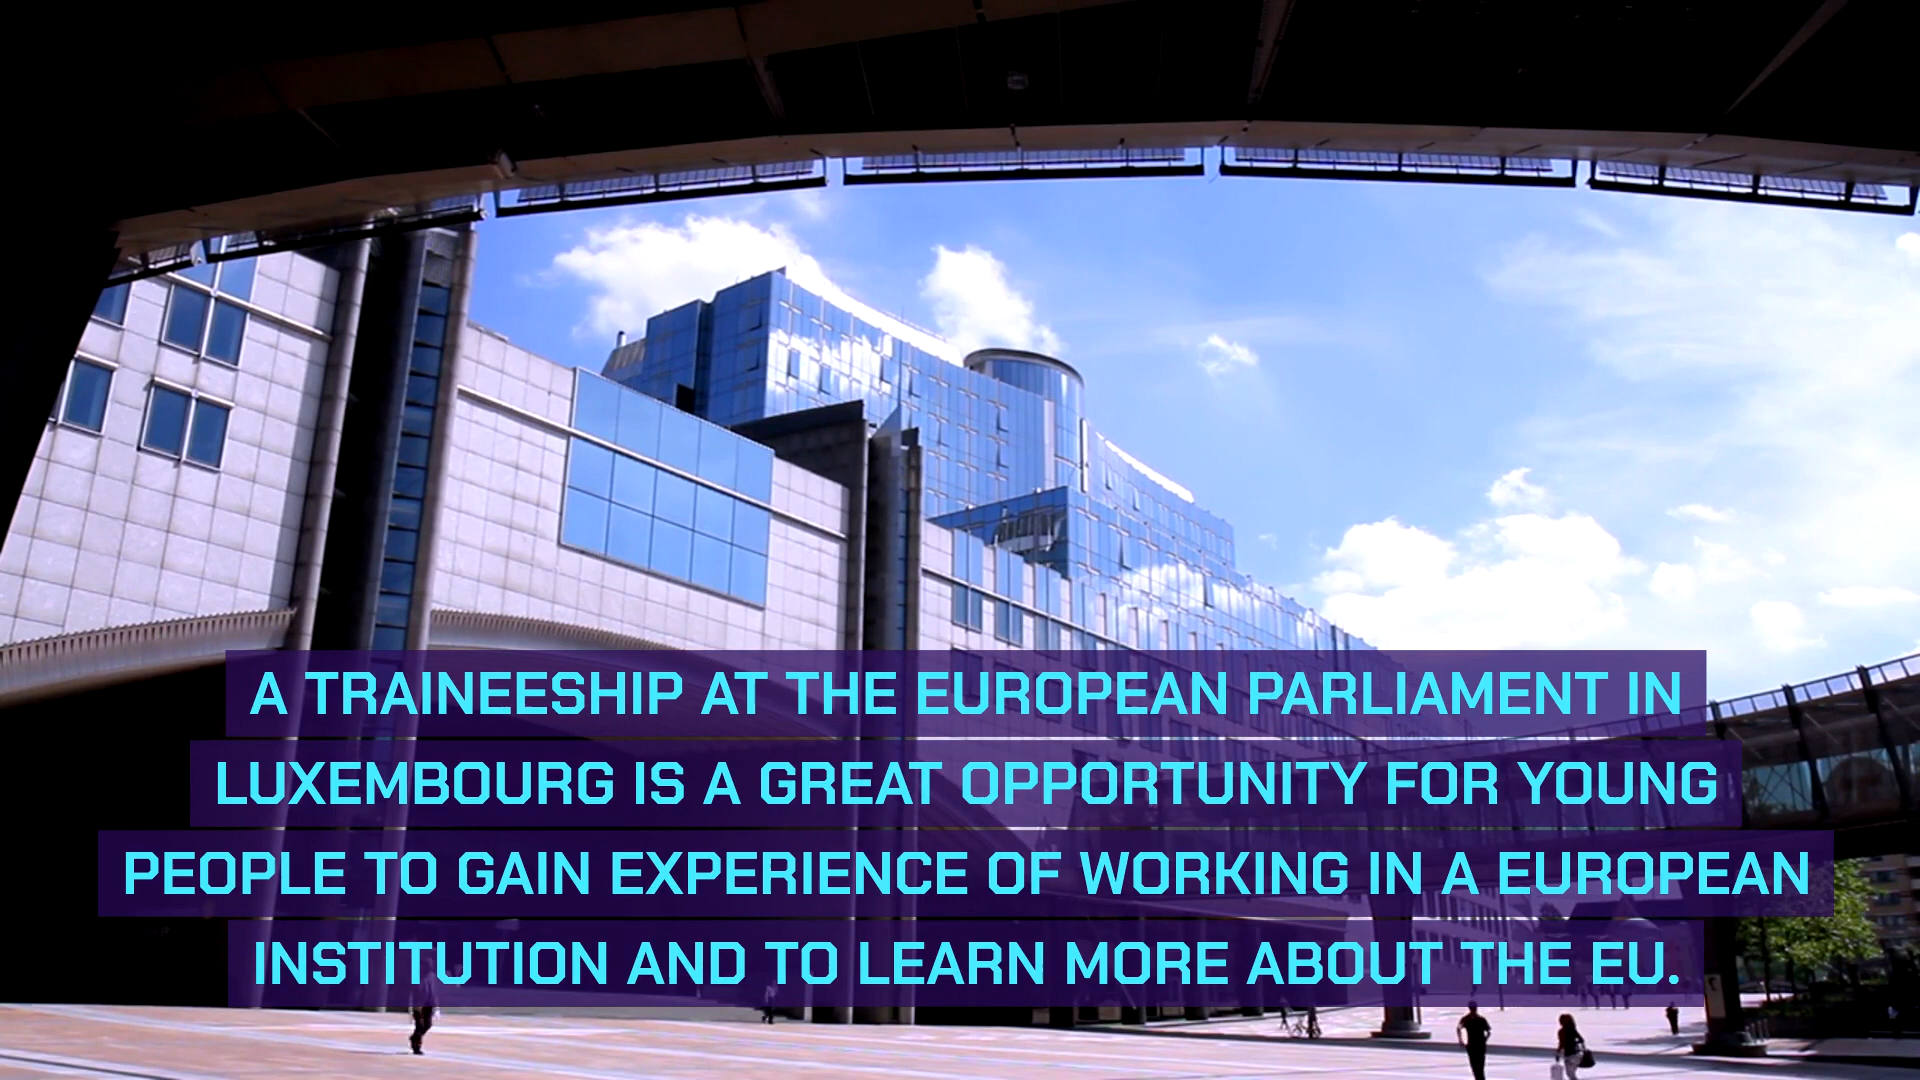 A TRAINEESHIP AT THE EUROPEAN PARLIAMENT IN
LUXEMBOURG IS A GREAT OPPORTUNITY FOR YOUNG
PEOPLE TO GAIN EXPERIENCE OF WORKING IN A EUROPEAN
INSTITUTION AND TO LEARN MORE ABOUT THE EU.